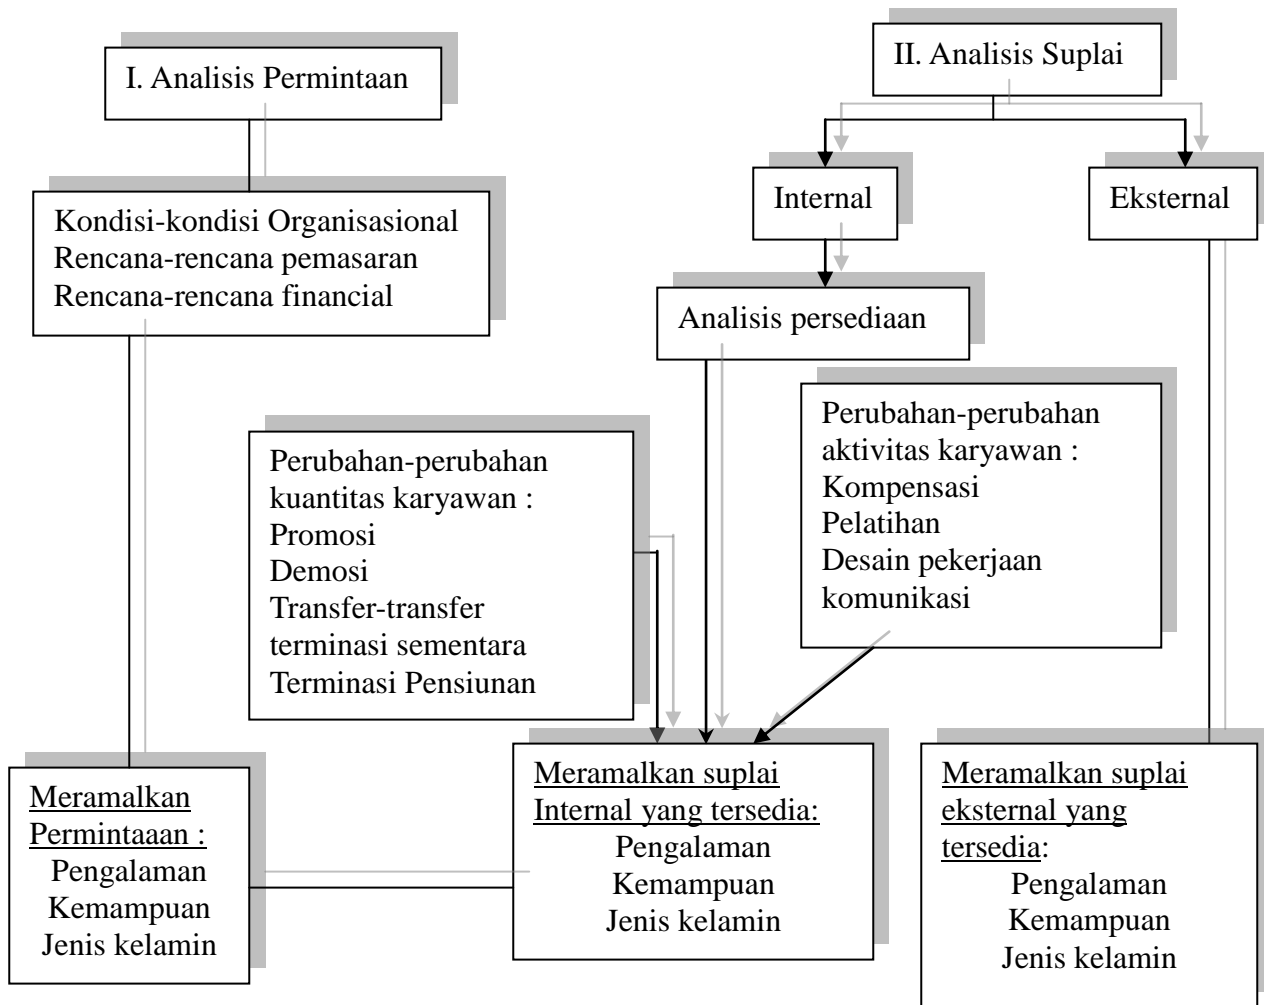 I. Analisis Permintaan
II. Analisis Suplai
Internal
Eksternal
Kondisi-kondisi Organisasional
Rencana-rencana pemasaran
Rencana-rencana financial
Analisis persediaan
Perubahan-perubahan
kuantitas karyawan :
Promosi
Demosi
Transfer-transfer
terminasi sementara
Terminasi Pensiunan
Perubahan-perubahan
aktivitas karyawan :
Kompensasi
Pelatihan
Desain pekerjaan
komunikasi
Meramalkan
Permintaaan :
Pengalaman
Kemampuan
Jenis kelamin
Meramalkan suplai
Internal yang tersedia:
Pengalaman
Kemampuan
Jenis kelamin
Meramalkan suplai
eksternal yang
tersedia:
Pengalaman
Kemampuan
Jenis kelamin